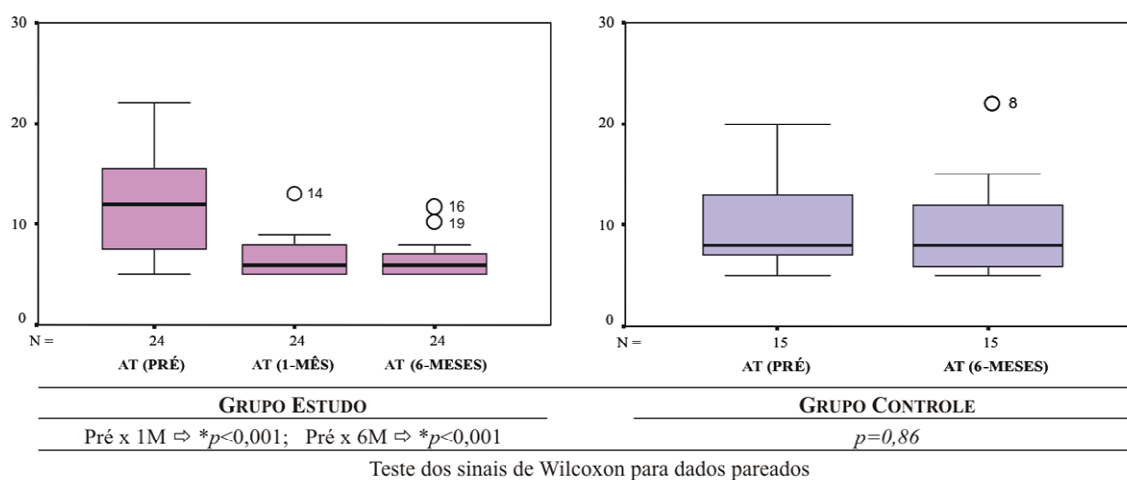 30
20
10
0
14
16
19
N =
24
24
24
AT (PRÉ)
AT (1-MÊS)
AT (6-MESES)
30
20
10
0
8
N =
15
15
AT (PRÉ)
AT (6-MESES)
GRUPO ESTUDO
GRUPO CONTROLE
Pré x 1M ⇨ *p<0,001; Pré x 6M ⇨ *p<0,001
p=0,86
Teste dos sinais de Wilcoxon para dados pareados